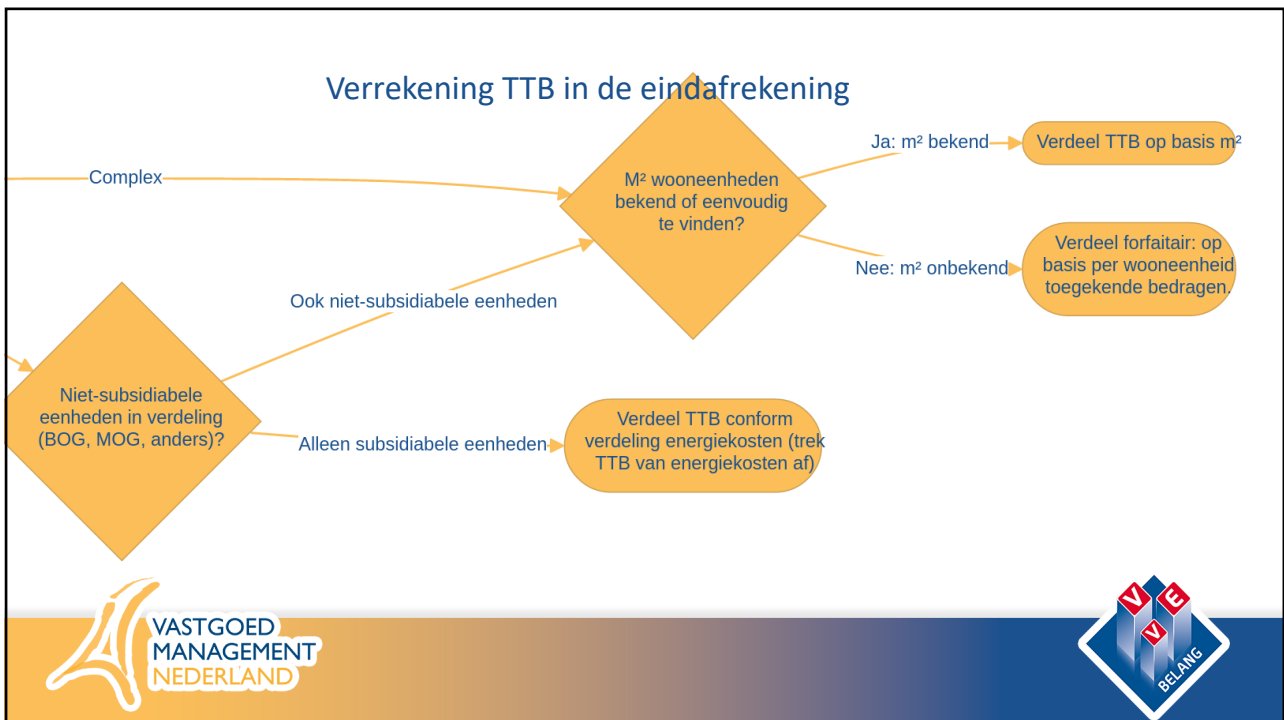 Verrekening TTB in de eindafrekening
Complex
M² wooneenheden
bekend of eenvoudig
te vinden?
Ja: m² bekend
Verdeel TTB op basis m²
Nee: m² onbekend
Verdeel forfaitair: op
basis per wooneenheid
toegekende bedragen.
Ook niet-subsidiabele eenheden
Niet-subsidiabele
eenheden in verdeling
(BOG, MOG, anders)?
Alleen subsidiabele eenheden
Verdeel TTB conform
verdeling energiekosten (trek
TTB van energiekosten af)
VASTGOED
MANAGEMENT
NEDERLAND
V V E
BELANG